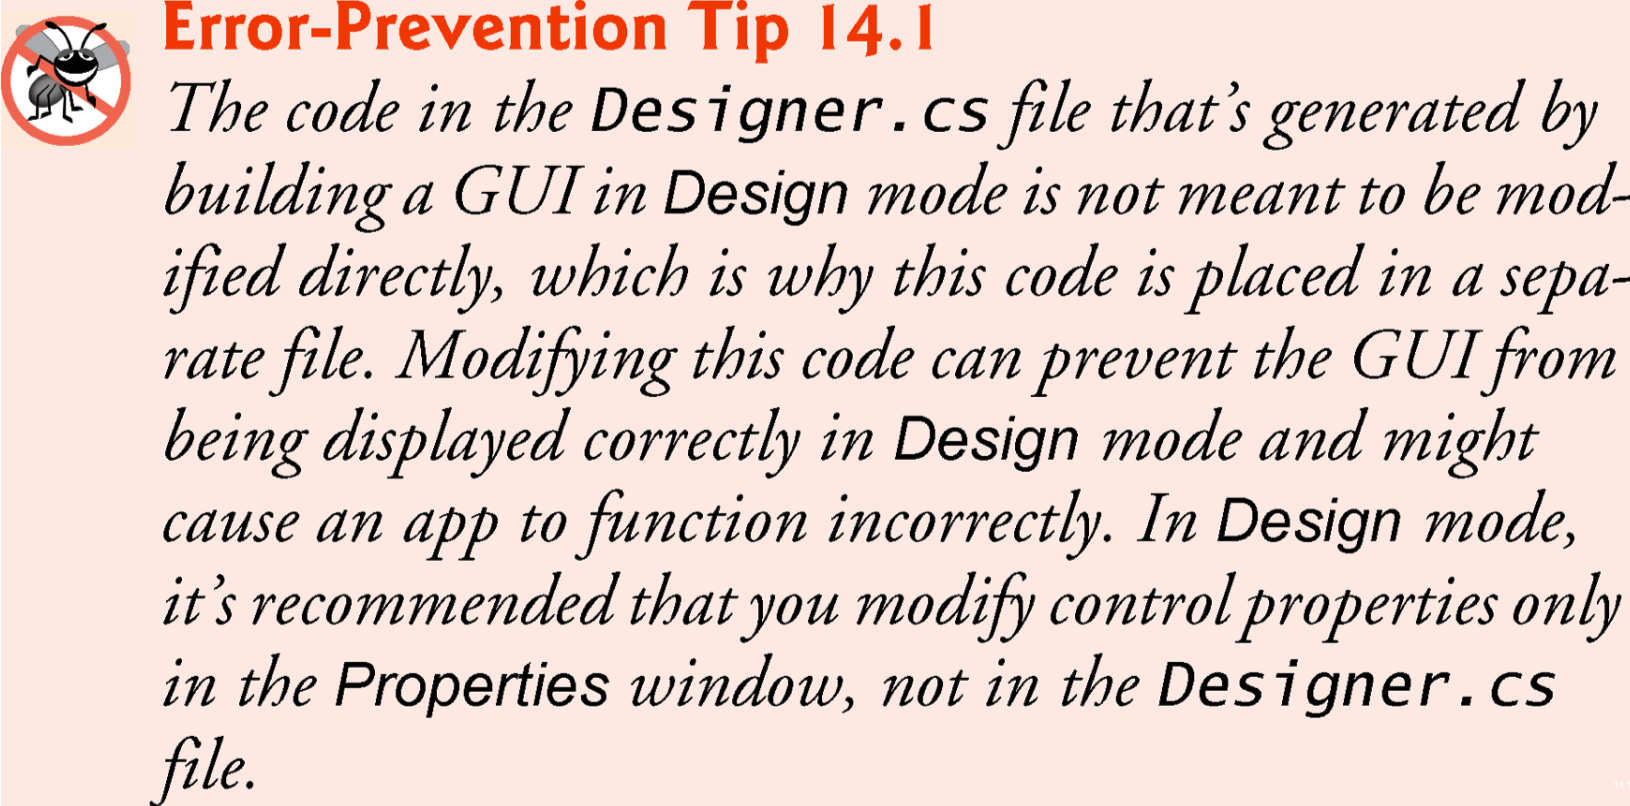 Error-Prevention Tip 14.1
The code in the Designer.cs file that’s generated by
building a GUI in Design mode is not meant to be mod-
ified directly, which is why this code is placed in a sepa-
rate file. Modifying this code can prevent the GUI from
being displayed correctly in Design mode and might
cause an app to function incorrectly. In Design mode,
it’s recommended that you modify control properties only
in the Properties window, not in the Designer.cs
file.